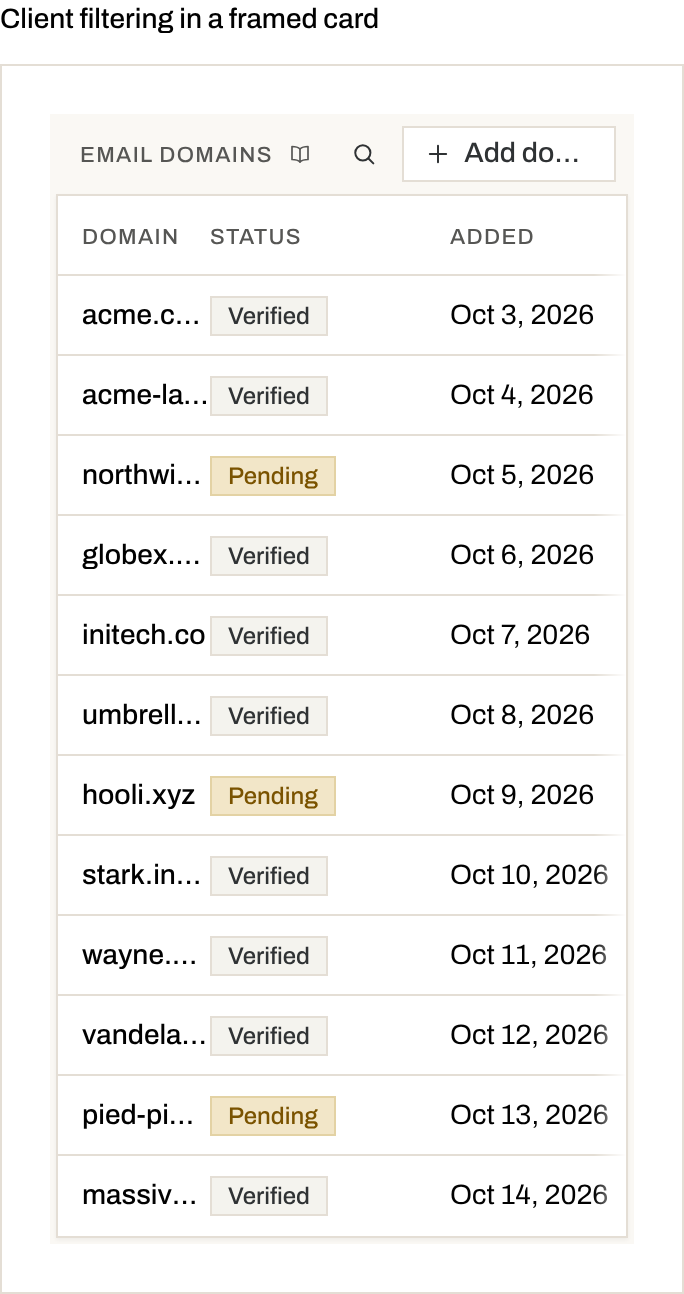 Client filtering in a framed card
EMAIL DOMAINS
+ Add do...
DOMAIN STATUS ADDED
acme.c... Verified Oct 3, 2026
acme-la... Verified Oct 4, 2026
northwi... Pending Oct 5, 2026
globex.... Verified Oct 6, 2026
initech.co Verified Oct 7, 2026
umbrell... Verified Oct 8, 2026
hooli.xyz Pending Oct 9, 2026
stark.in... Verified Oct 10, 2026
wayne.... Verified Oct 11, 2026
vandela... Verified Oct 12, 2026
pied-pi... Pending Oct 13, 2026
massiv... Verified Oct 14, 2026